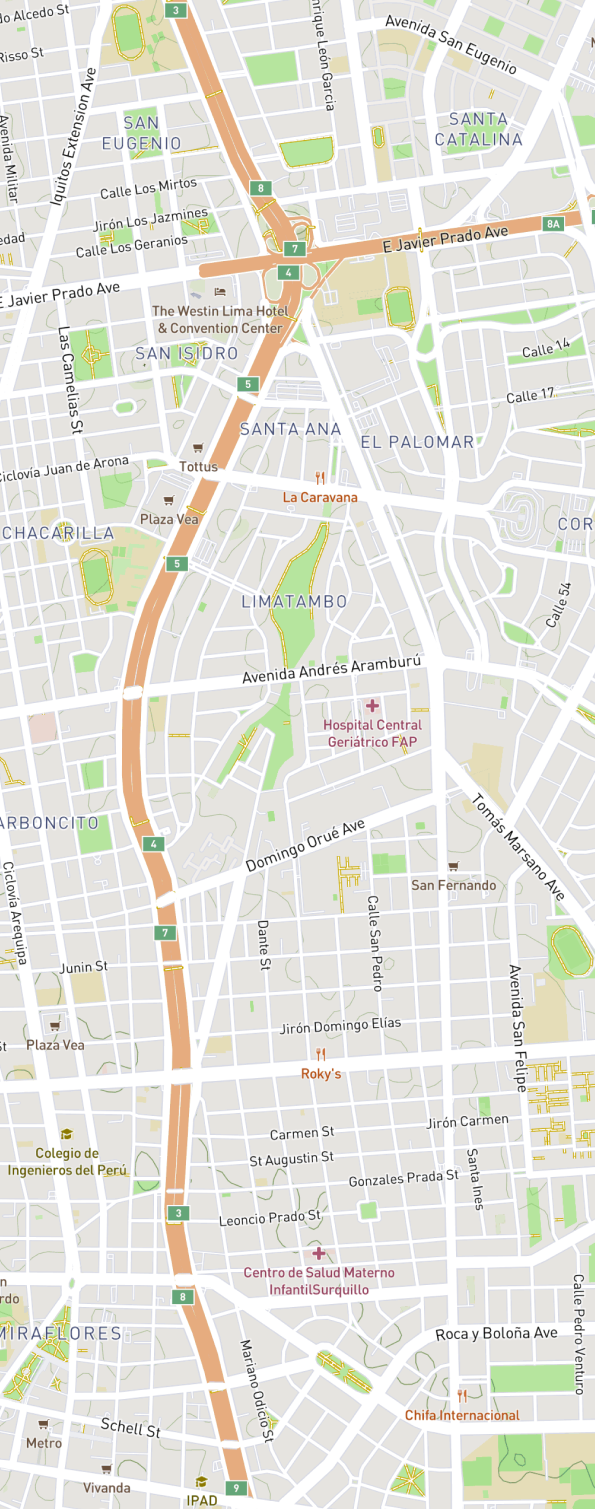 3
do Alcedo St
Avenida San Eugenio
Risso St
Iquitos Extension Ave
nrique León García
Avenida Militar
SAN
EUGENIO
SANTA
CATALINA
Calle Los Mirtos
8
Jirón Los Jazmines
8A
edad
Calle Los Geranios
7
E Javier Prado Ave
4
E Javier Prado Ave
The Westin Lima Hotel
& Convention Center
Las Camelias St
SAN ISIDRO
Calle 14
5
Calle 17
SANTA ANA
EL PALOMAR
Ciclovía Juan de Arona
Tottus
La Caravana
Plaza Vea
CHACARILLA
COR
5
Calle 54
LIMATAMBO
Avenida Andrés Aramburú
Hospital Central
Geriátrico FAP
ARBONCITO
Tomás Marsano Ave
Domingo Orué Ave
4
San Fernando
Ciclovía Arequipa
7
Dante St
Calle San Pedro
Junin St
Avenida San Felipe
Jirón Domingo Elías
St
Plaza Vea
Roky's
Jirón Carmen
Carmen St
Colegio de
Ingenieros del Perú
St Augustin St
Gonzales Prada St
Santa Ines
3
Leoncio Prado St
Centro de Salud Materno
InfantilSurquillo
n
rdo
8
Calle Pedro Venturo
MIRAFLORES
Roca y Boloña Ave
Mariano Odicio St
Chifa Internacional
Schell St
Metro
Vivanda
9
IPAD